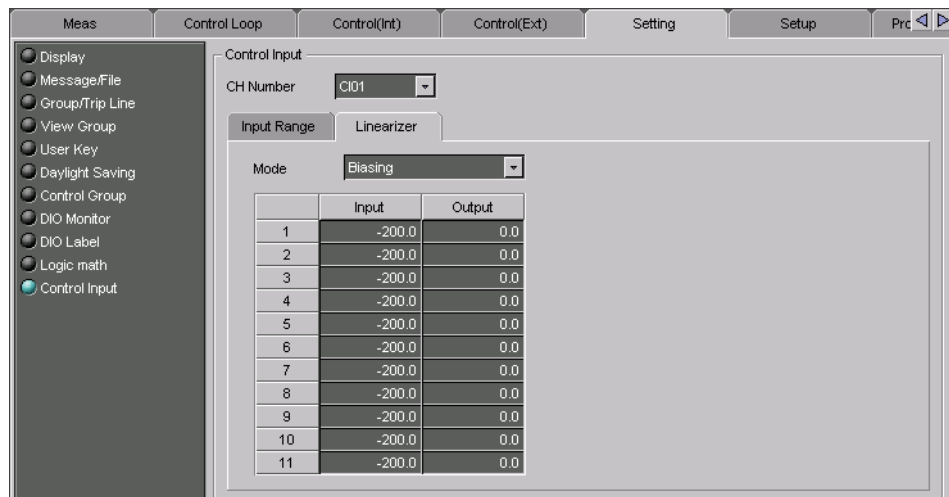 Meas Control Loop Control(Int) Control(Ext) Setting Setup Prc
Display
Message/File
Group/Trip Line
View Group
User Key
Daylight Saving
Control Group
DIO Monitor
DIO Label
Logic math
Control Input
Control Input
CH Number CI01
Input Range Linearizer
Mode Biasing
Input Output
1 -200.0 0.0
2 -200.0 0.0
3 -200.0 0.0
4 -200.0 0.0
5 -200.0 0.0
6 -200.0 0.0
7 -200.0 0.0
8 -200.0 0.0
9 -200.0 0.0
10 -200.0 0.0
11 -200.0 0.0